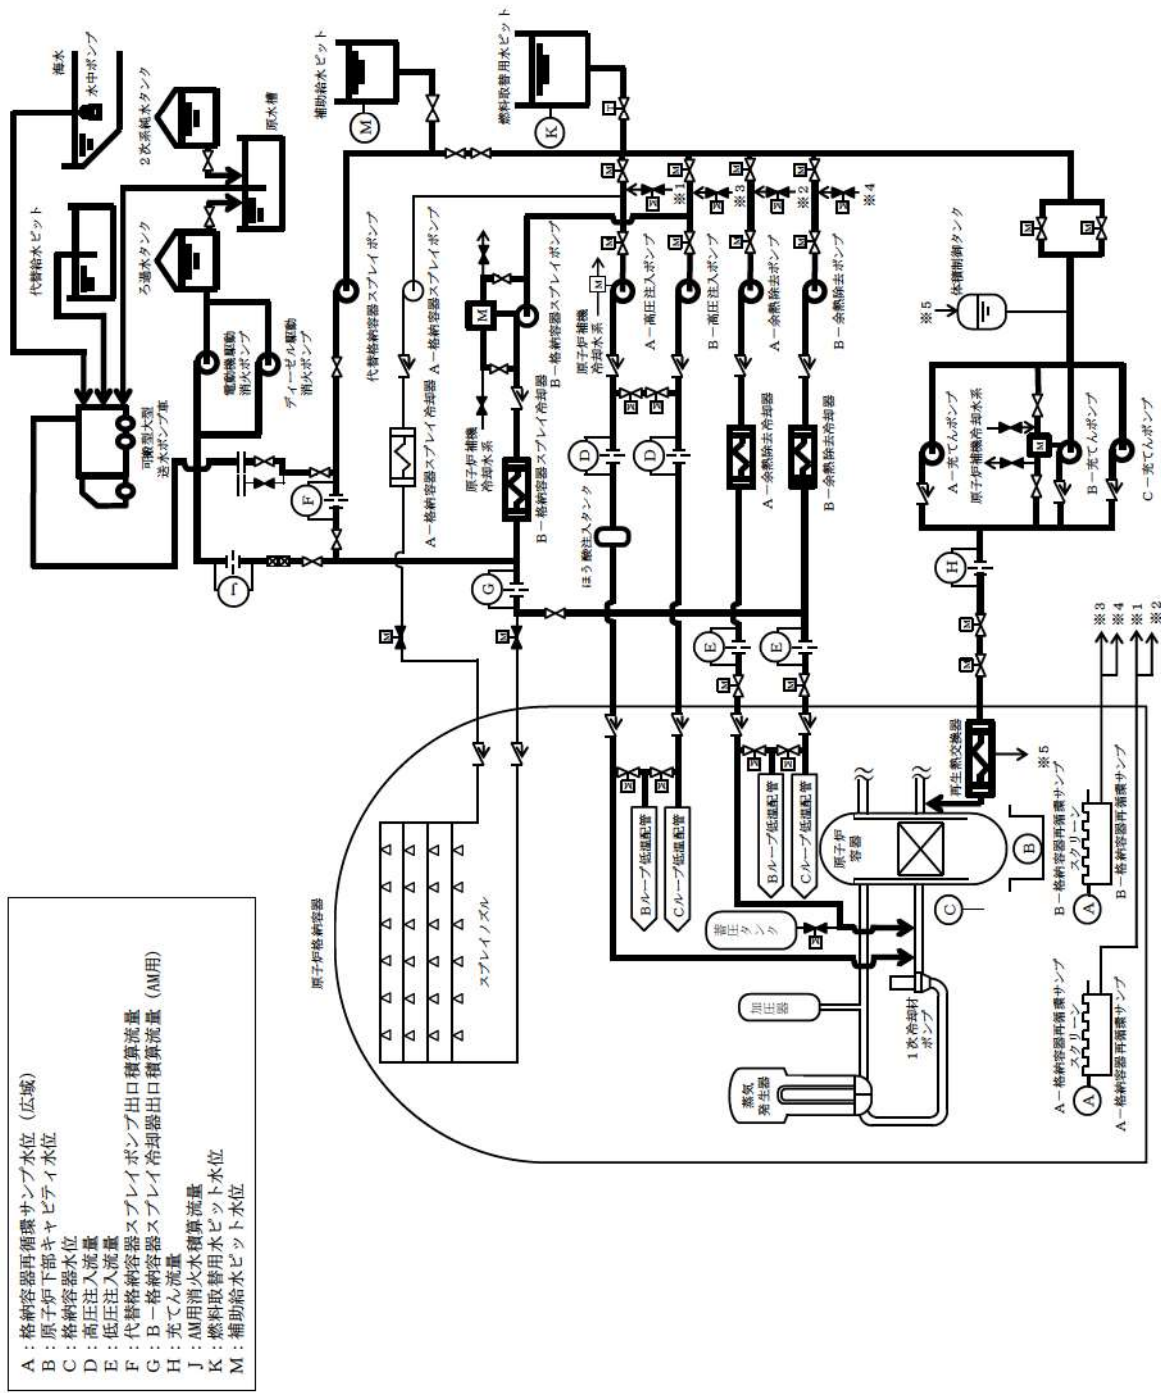 A：格納容器再循環サンプ水位（広域）
B：原子炉下部キャビティ水位
C：格納容器水位
D：高圧注入流量
E：低圧注入流量
F：代替格納容器スプレイポンプ出口積算流量
G：B－格納容器スプレイ冷却器出口積算流量（AM用）
H：充てん流量
J：AM用消火水積算流量
K：燃料取替用水ピット水位
M：補助給水ピット水位
海水
水中ポンプ
2次系純水タンク
原水槽
代替給水ピット
ろ過水タンク
可搬型大型
送水ポンプ車
電動機駆動
消火ポンプ
ディーゼル駆動
消火ポンプ
補助給水ピット
M
燃料取替用水ピット
K
J
F
G
代替格納容器スプレイポンプ
A－格納容器スプレイポンプ
A－格納容器スプレイ冷却器
B－格納容器スプレイポンプ
B－格納容器スプレイ冷却器
原子炉補機
冷却水系
M
原子炉補機
冷却水系
M
A－高圧注入ポンプ
B－高圧注入ポンプ
A－余熱除去ポンプ
B－余熱除去ポンプ
A－余熱除去冷却器
B－余熱除去冷却器
※1
※3
※2
※4
D
D
ほう酸注入タンク
E
E
体積制御タンク
※5
A－充てんポンプ
原子炉補機冷却水系
M
B－充てんポンプ
C－充てんポンプ
H
原子炉格納容器
スプレイノズル
Bループ低温配管
Cループ低温配管
Bループ低温配管
Cループ低温配管
蓄圧タンク
加圧器
蒸気
発生器
1次冷却材
ポンプ
原子炉
容器
C
B
再生熱交換器
※5
A
A－格納容器再循環サンプ
スクリーン
A－格納容器再循環サンプ
A
B－格納容器再循環サンプ
スクリーン
B－格納容器再循環サンプ
※3
※4
※1
※2